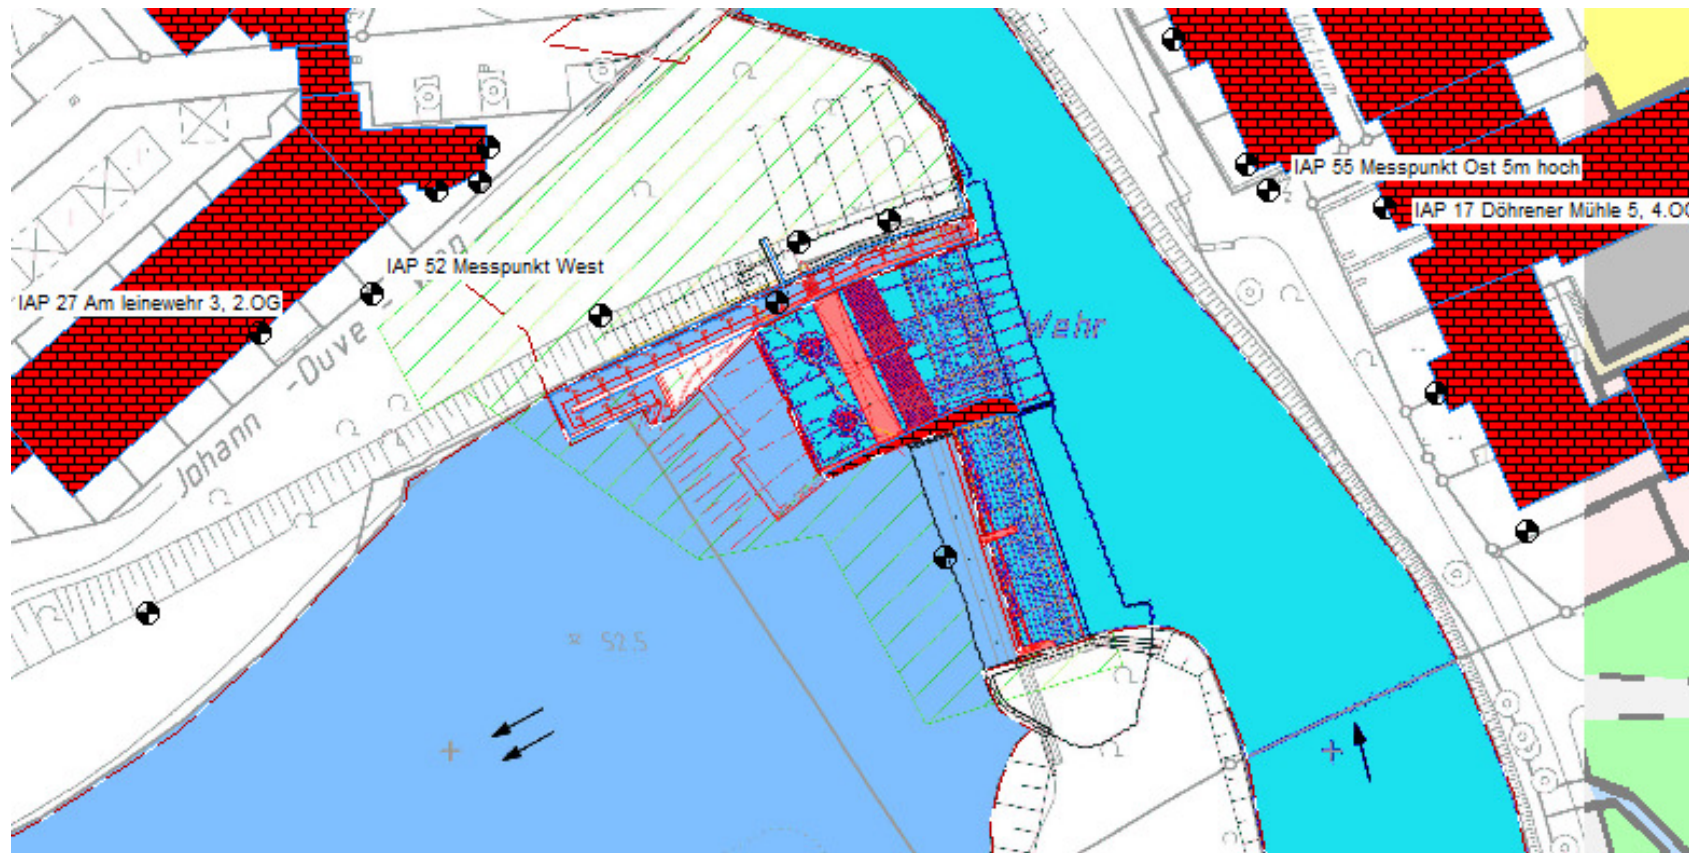 IAP 55 Messpunkt Ost 5m hoch
IAP 17 Döhrener Mühle 5, 4.OG
IAP 52 Messpunkt West
IAP 27 Am leinewehr 3, 2.OG
Wehr
Johann - Duve -
52.5